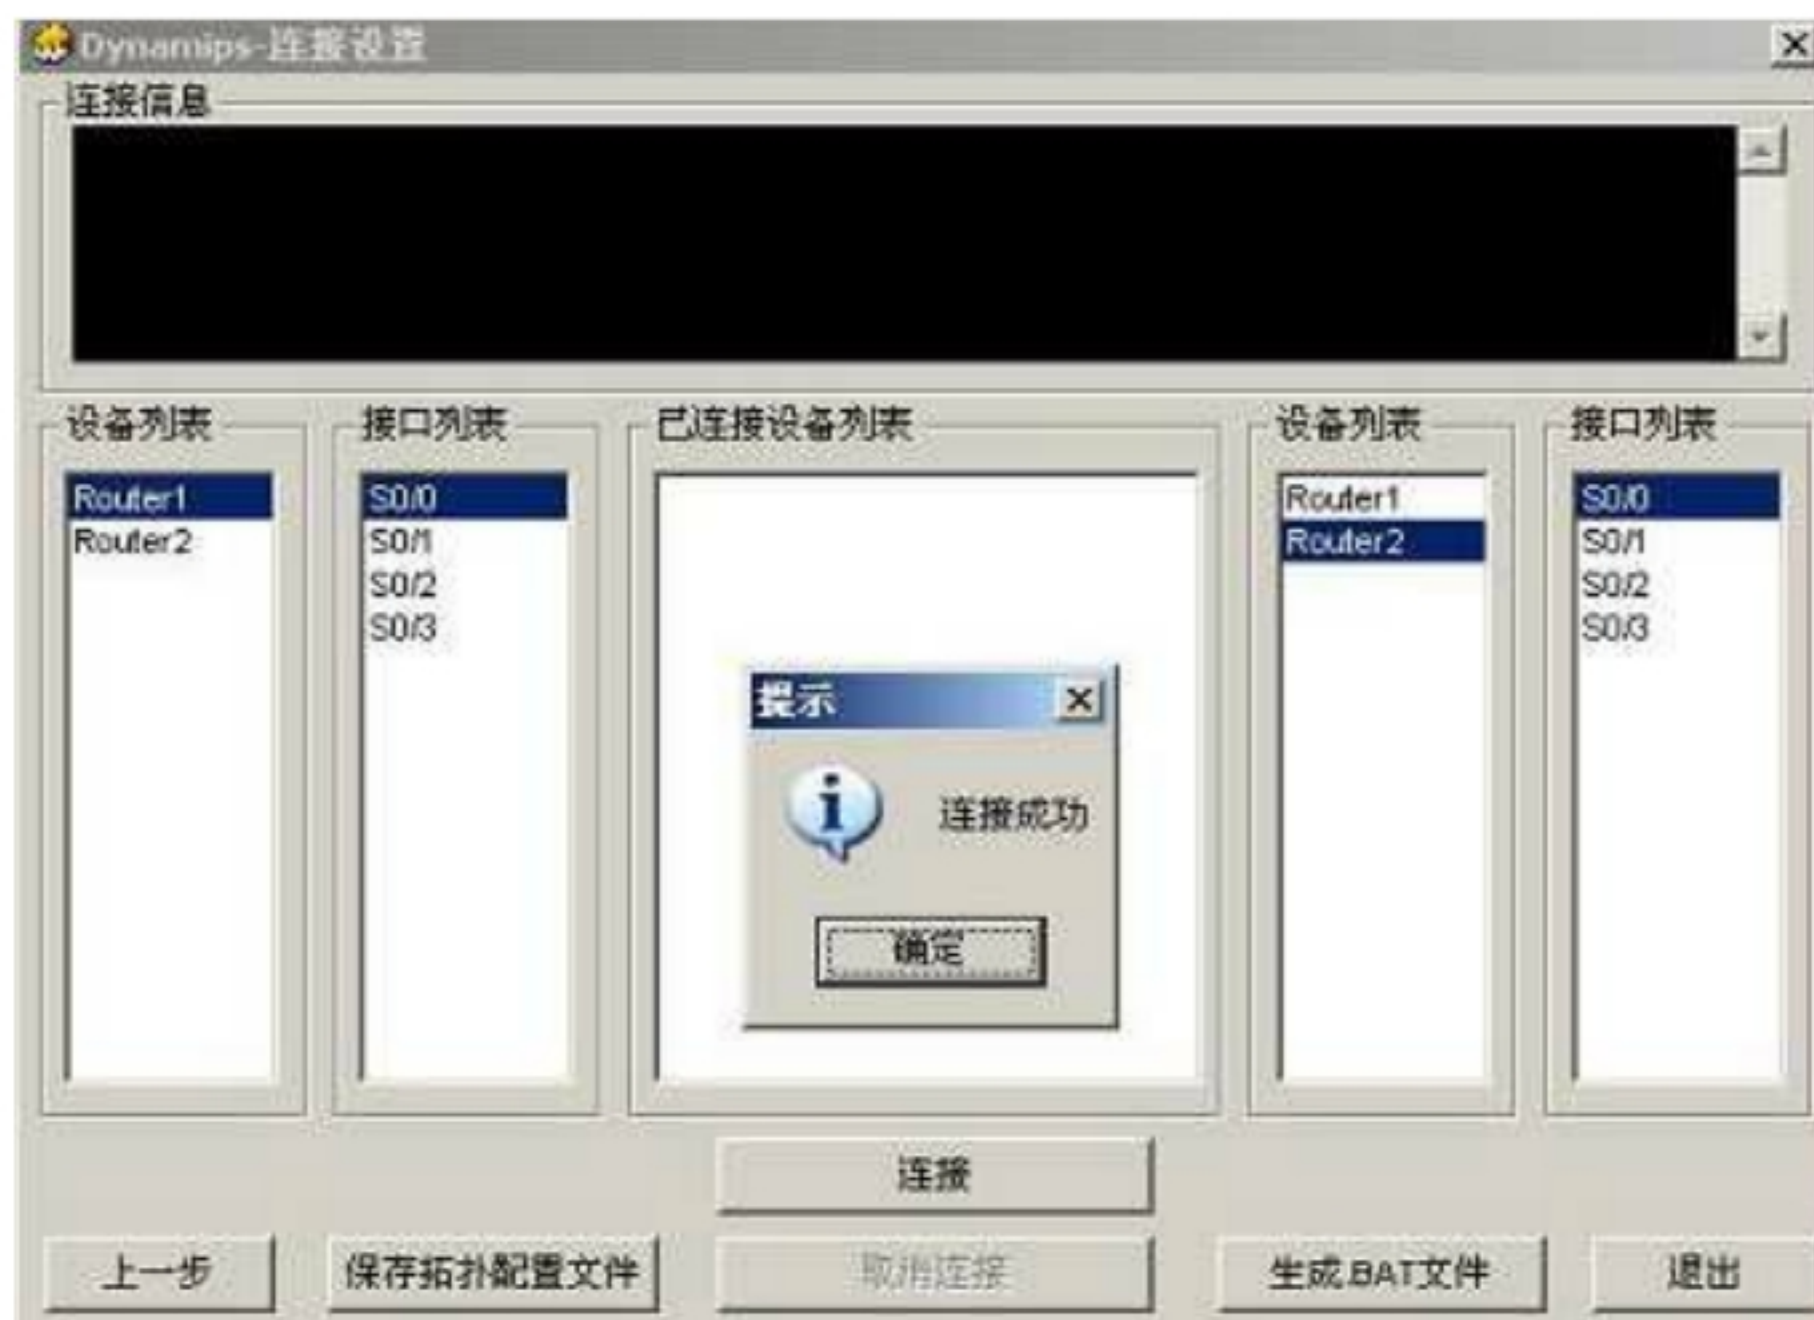 Dynamips-连接设置
连接信息
设备列表
接口列表
已连接设备列表
设备列表
接口列表
Router1
Router2
S0/0
S0/1
S0/2
S0/3
Router1
Router2
S0/0
S0/1
S0/2
S0/3
提示
连接成功
确定
连接
上一步
保存拓扑配置文件
取消连接
生成.BAT文件
退出